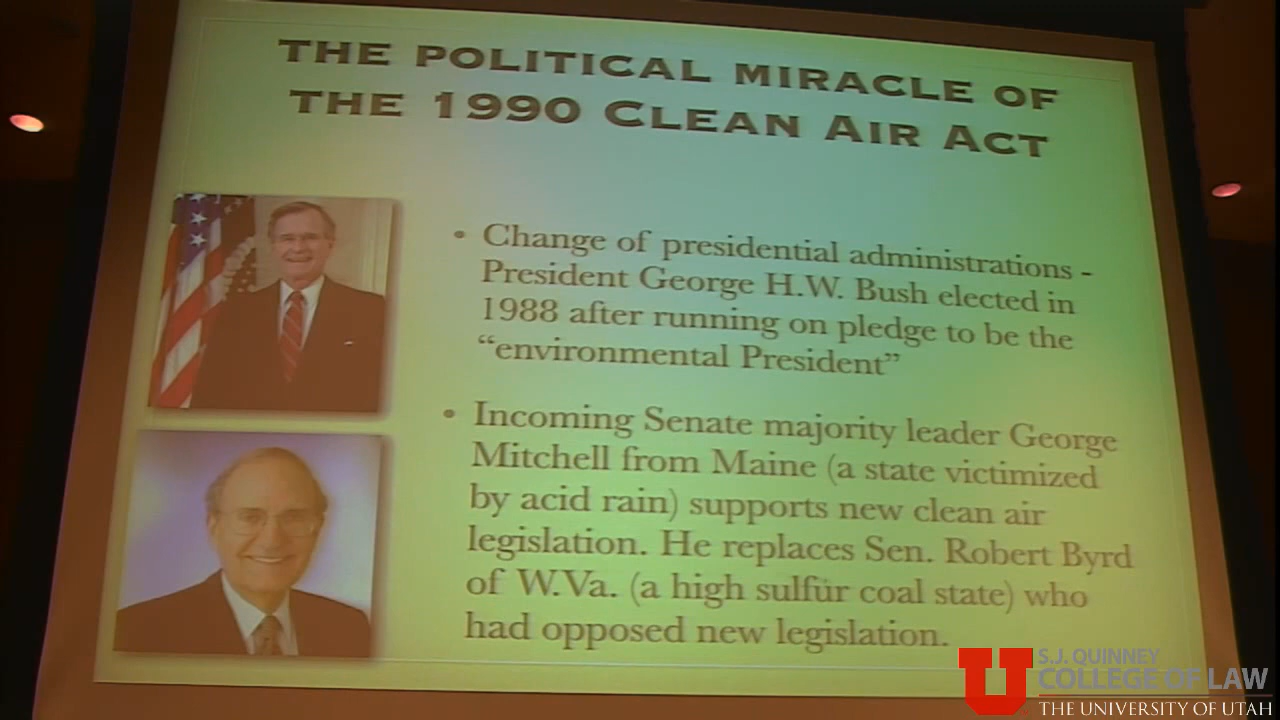 THE POLITICAL MIRACLE OF
THE 1990 CLEAN AIR ACT
• Change of presidential administrations -
President George H.W. Bush elected in
1988 after running on pledge to be the
“environmental President”
• Incoming Senate majority leader George
Mitchell from Maine (a state victimized
by acid rain) supports new clean air
legislation. He replaces Sen. Robert Byrd
of W.Va. (a high sulfur coal state) who
had opposed new legislation.
U
S.J. QUINNEY
COLLEGE OF LAW
THE UNIVERSITY OF UTAH